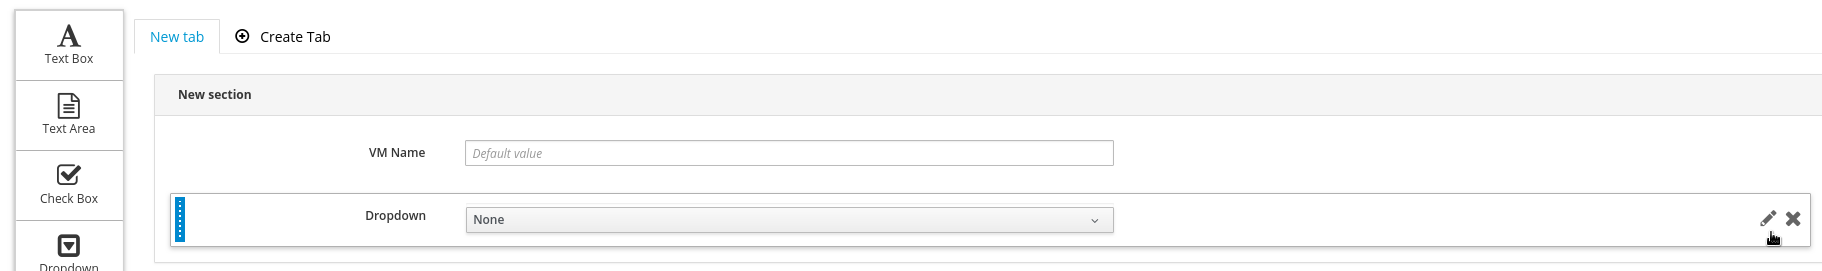 Text Box
Text Area
Check Box
Dropdown
New tab
Create Tab
New section
VM Name
Default value
Dropdown
None